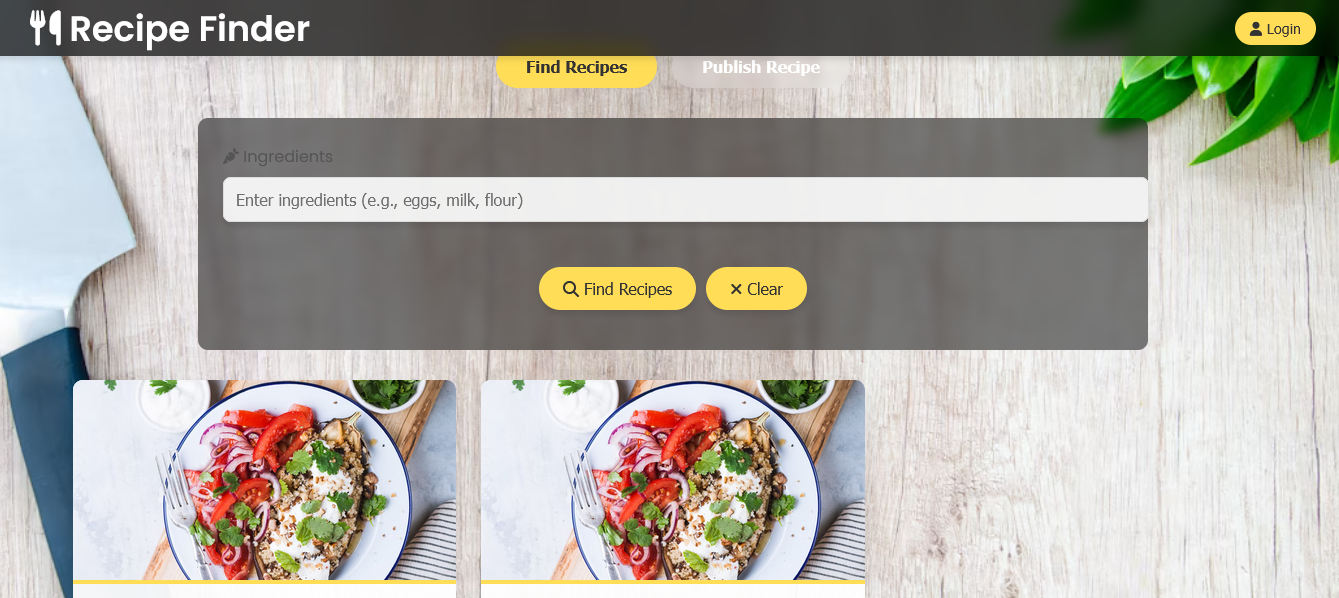 Recipe Finder
Login
Find Recipes
Publish Recipe
Ingredients
Enter ingredients (e.g., eggs, milk, flour)
Find Recipes
Clear